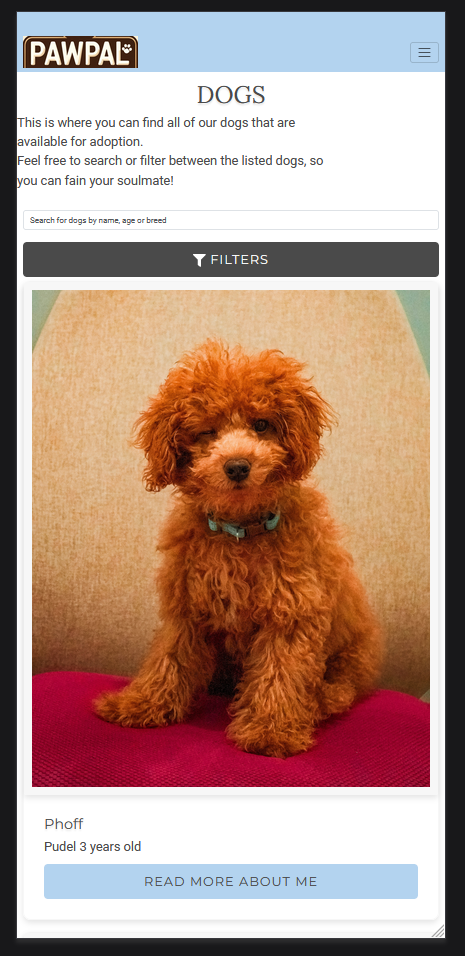 PAWPAL
DOGS
This is where you can find all of our dogs that are
available for adoption.
Feel free to search or filter between the listed dogs, so
you can fain your soulmate!
Search for dogs by name, age or breed
FILTERS
Phoff
Pudel 3 years old
READ MORE ABOUT ME